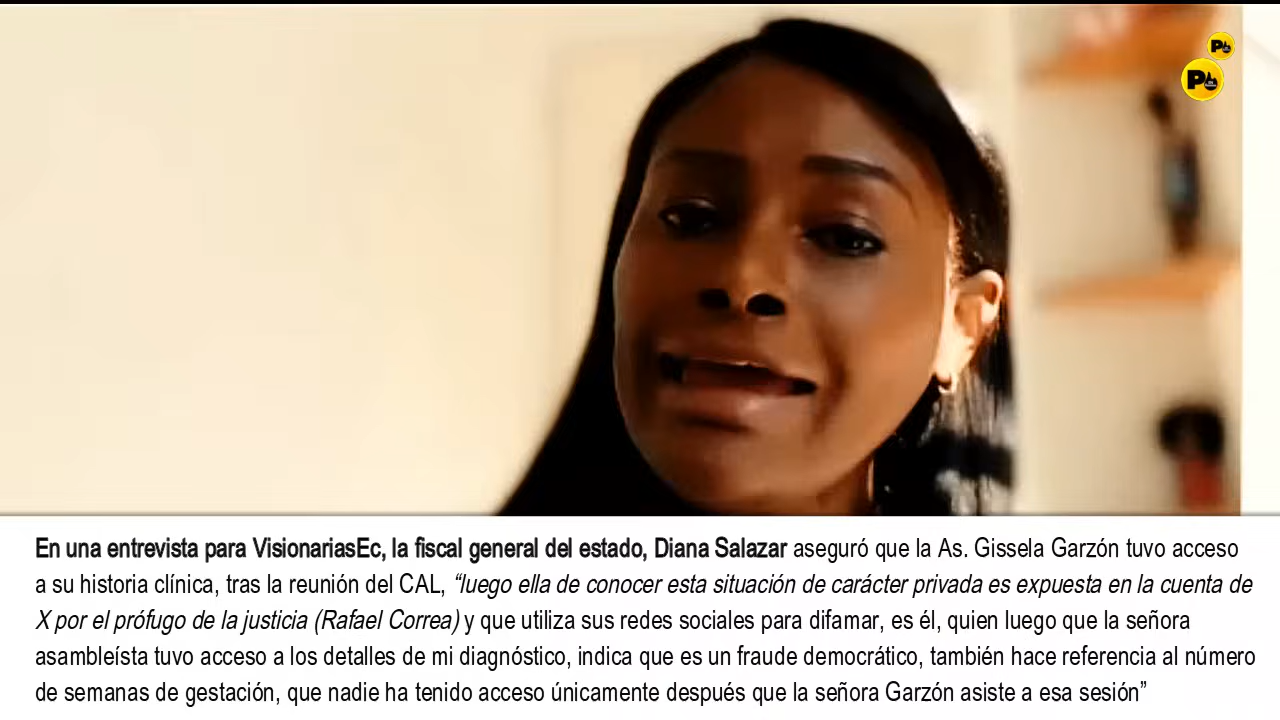 P
P
En una entrevista para VisionariasEc, la fiscal general del estado, Diana Salazar aseguró que la As. Gissela Garzón tuvo acceso
a su historia clínica, tras la reunión del CAL, “luego ella de conocer esta situación de carácter privada es expuesta en la cuenta de
X por el prófugo de la justicia (Rafael Correa) y que utiliza sus redes sociales para difamar, es él, quien luego que la señora
asambleísta tuvo acceso a los detalles de mi diagnóstico, indica que es un fraude democrático, también hace referencia al número
de semanas de gestación, que nadie ha tenido acceso únicamente después que la señora Garzón asiste a esa sesión”